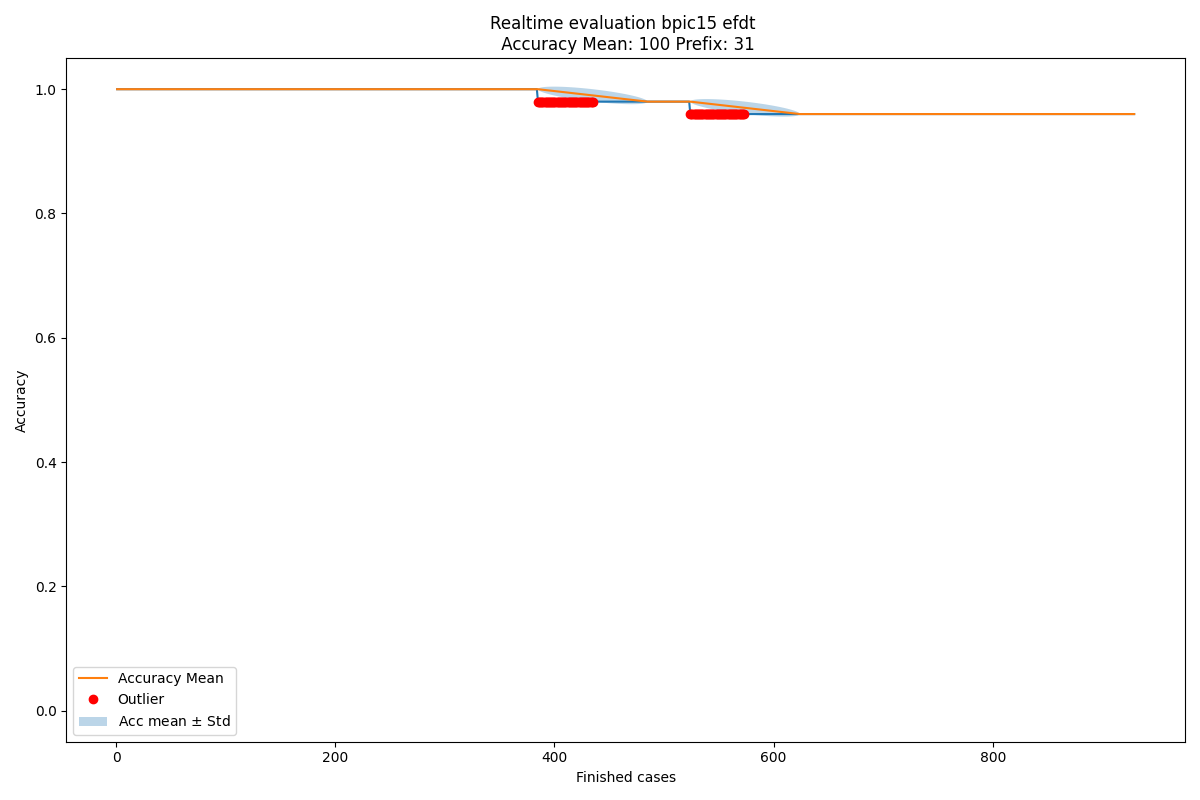 Realtime evaluation bpic15 efdt
Accuracy Mean: 100 Prefix: 31
1.0
0.8
0.6
0.4
0.2
0.0
Accuracy
Accuracy Mean
Outlier
Acc mean ± Std
0 200 400 600 800
Finished cases